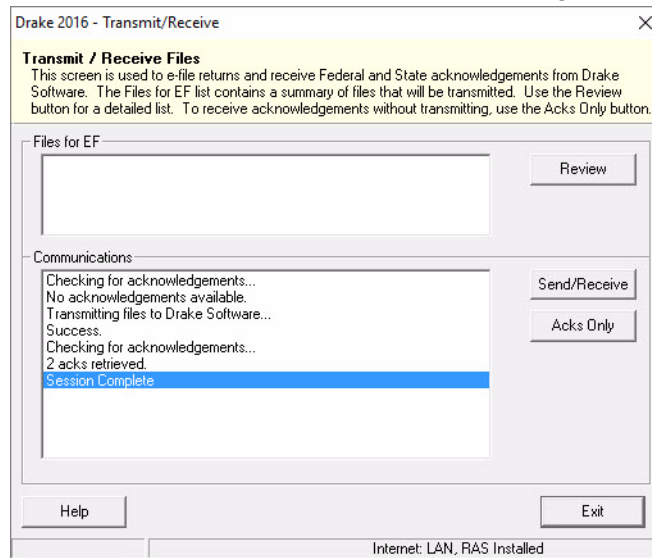 Drake 2016 - Transmit/Receive
Transmit / Receive Files
This screen is used to e-file returns and receive Federal and State acknowledgements from Drake
Software. The Files for EF list contains a summary of files that will be transmitted. Use the Review
button for a detailed list. To receive acknowledgements without transmitting, use the Acks Only button.
Files for EF
Review
Communications
Checking for acknowledgements...
No acknowledgements available.
Transmitting files to Drake Software...
Success.
Checking for acknowledgements...
2 acks retrieved.
Session Complete
Send/Receive
Acks Only
Help
Exit
Internet: LAN, RAS Installed